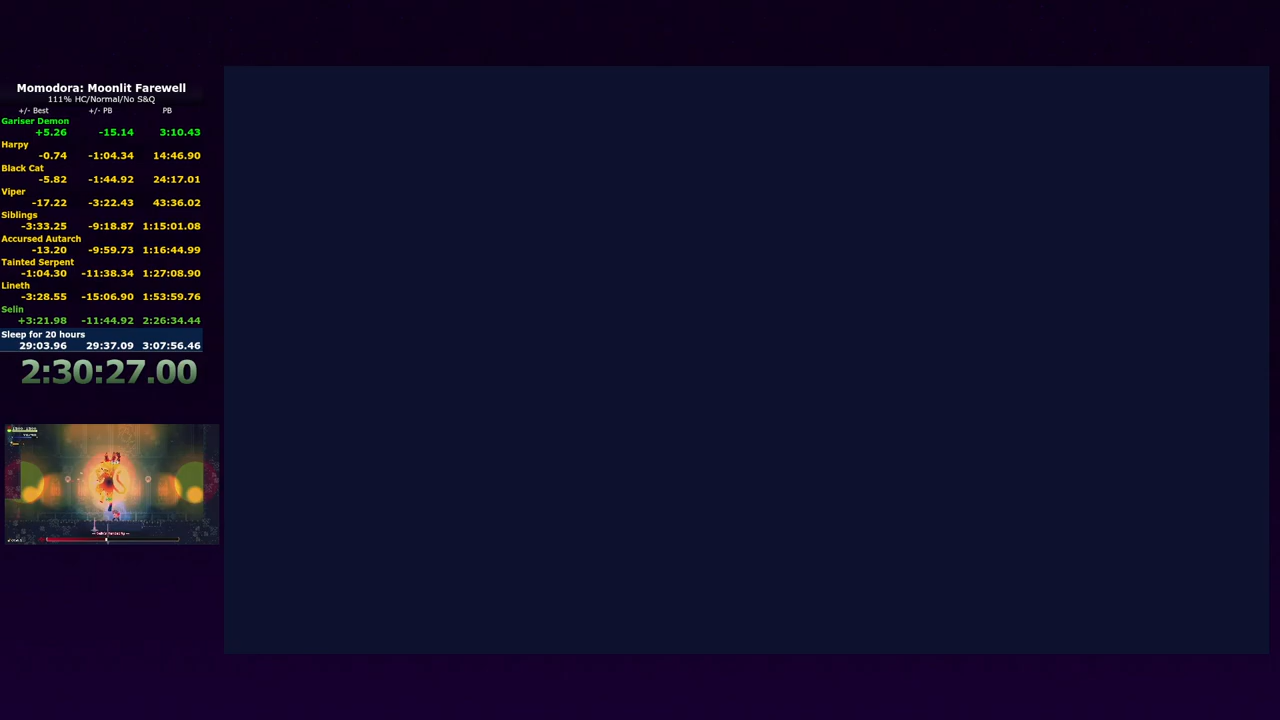 Momodora: Moonlit Farewell
111% HC/Normal/No S&Q
+/- Best +/- PB PB
Gariser Demon
+5.26 -15.14 3:10.43
Harpy
-0.74 -1:04.34 14:46.90
Black Cat
-5.82 -1:44.92 24:17.01
Viper
-17.22 -3:22.43 43:36.02
Siblings
-3:33.25 -9:18.87 1:15:01.08
Accursed Autarch
-13.20 -9:59.73 1:16:44.99
Tainted Serpent
-1:04.30 -11:38.34 1:27:08.90
Lineth
-3:28.55 -15:06.90 1:53:59.76
Selin
+3:21.98 -11:44.92 2:26:34.44
Sleep for 20 hours
29:03.96 29:37.09 3:07:56.46
2:30:27.00